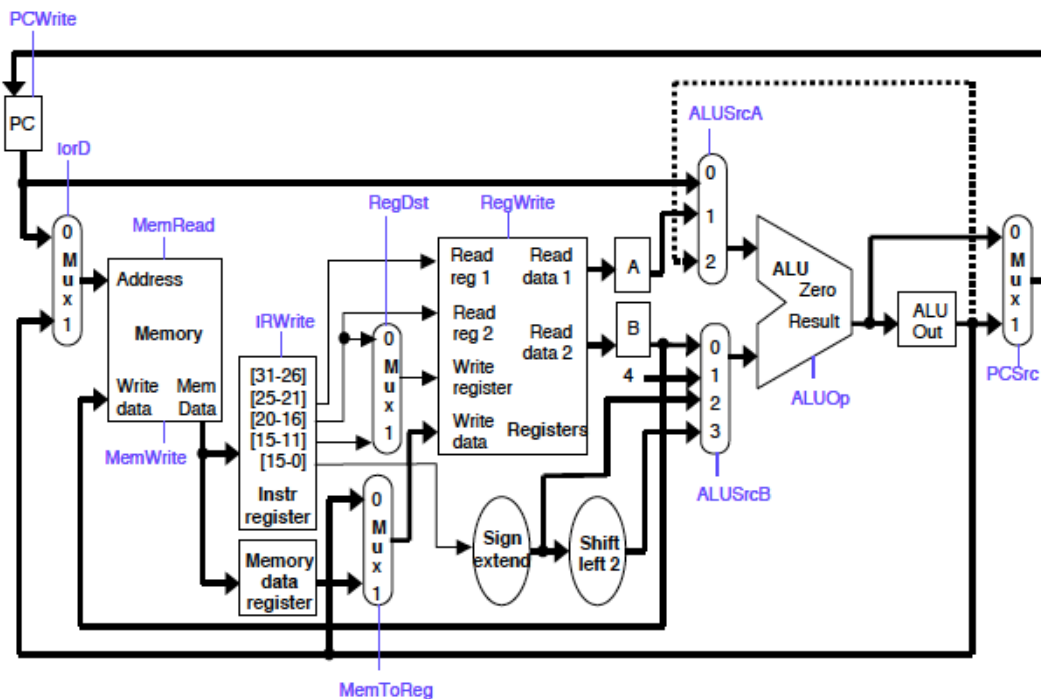 PCWrite
PC
IorD
0
M
u
x
1
MemRead
Address
Memory
Write
data
Mem
Data
MemWrite
IRWrite
[31-26]
[25-21]
[20-16]
[15-11]
[15-0]
Instr
register
Memory
data
register
RegDst
0
M
u
x
1
0
M
u
x
1
MemToReg
RegWrite
Read
reg 1
Read
data 1
Read
reg 2
Read
data 2
Write
register
Write
data
Registers
Sign
extend
Shift
left 2
A
B
4
ALUSrcA
0
1
2
0
1
2
3
ALUSrcB
ALU
Zero
Result
ALUOp
ALU
Out
0
M
u
x
1
PCSrc